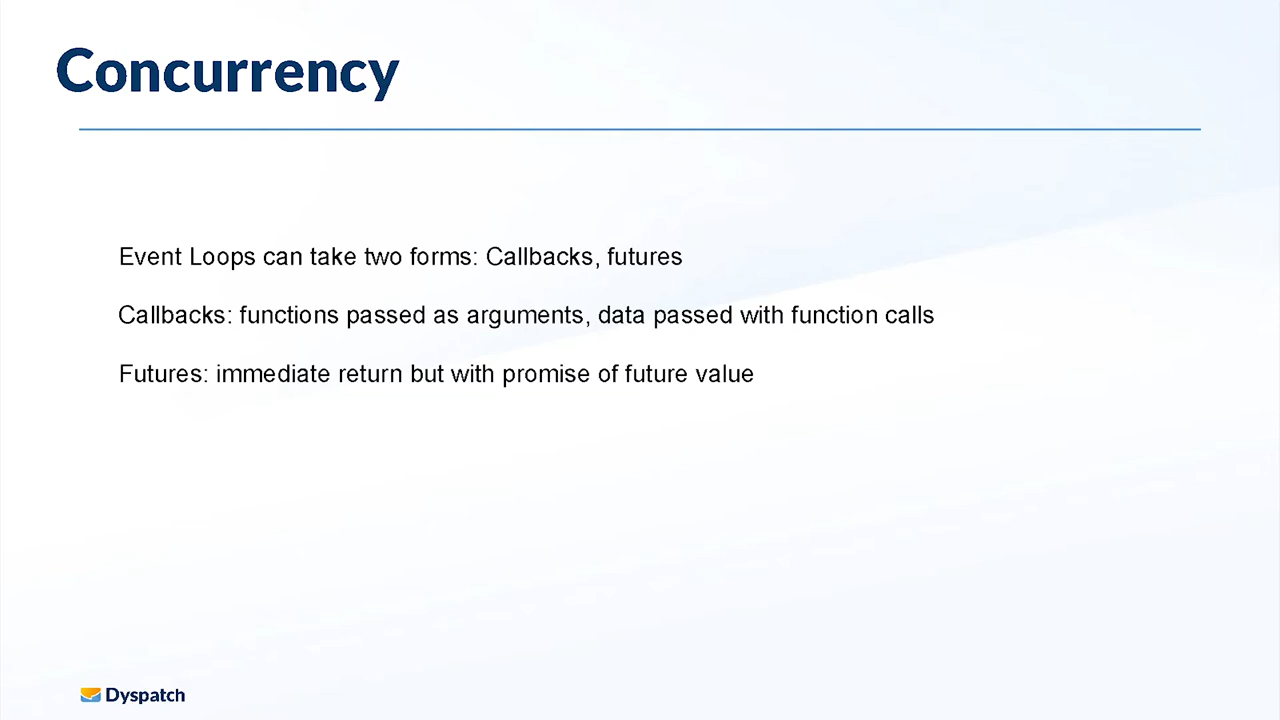 Concurrency
Event Loops can take two forms: Callbacks, futures
Callbacks: functions passed as arguments, data passed with function calls
Futures: immediate return but with promise of future value
Dyspatch